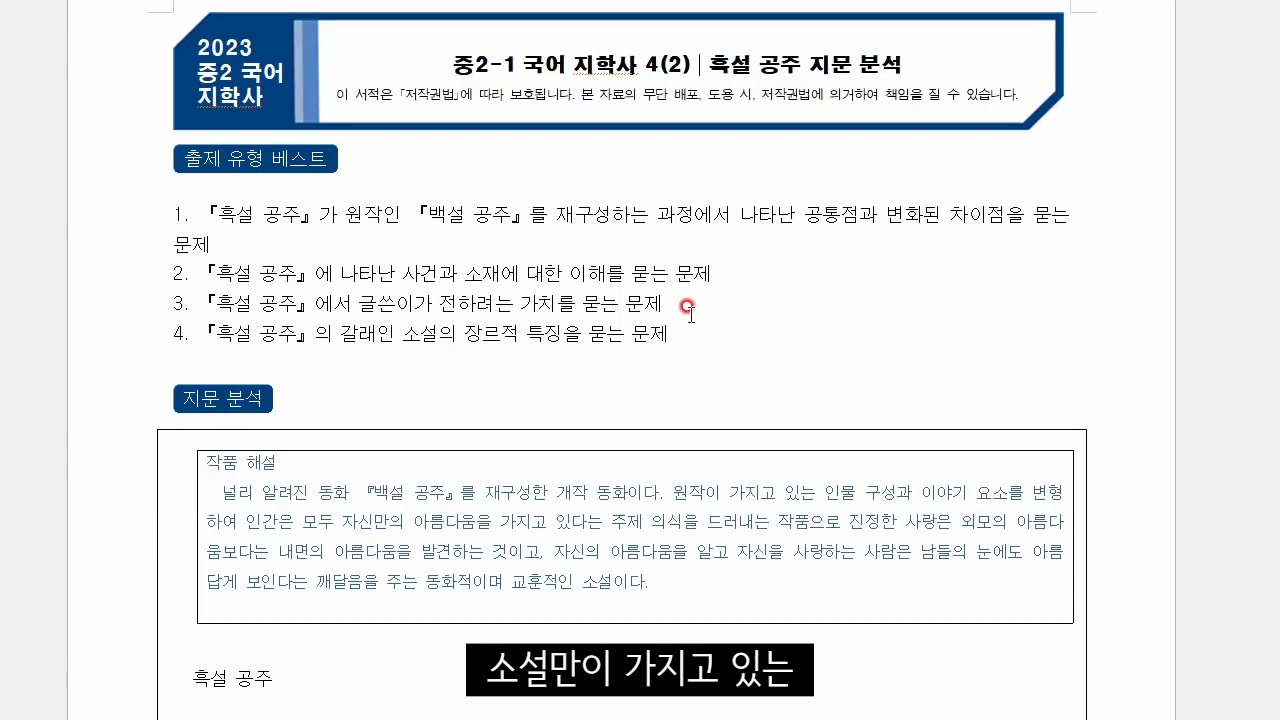 2023
중2 국어
지학사
중2-1 국어 지학사 4(2) | 흑설 공주 지문 분석
이 서적은 「저작권법」에 따라 보호됩니다. 본 자료의 무단 배포, 도용 시, 저작권법에 의거하여 책임을 질 수 있습니다.
출제 유형 베스트
1. 『흑설 공주』가 원작인 『백설 공주』를 재구성하는 과정에서 나타난 공통점과 변화된 차이점을 묻는
문제
2. 『흑설 공주』에 나타난 사건과 소재에 대한 이해를 묻는 문제
3. 『흑설 공주』에서 글쓴이가 전하려는 가치를 묻는 문제
4. 『흑설 공주』의 갈래인 소설의 장르적 특징을 묻는 문제
지문 분석
작품 해설
널리 알려진 동화 『백설 공주』를 재구성한 개작 동화이다. 원작이 가지고 있는 인물 구성과 이야기 요소를 변형
하여 인간은 모두 자신만의 아름다움을 가지고 있다는 주제 의식을 드러내는 작품으로 진정한 사랑은 외모의 아름다
움보다는 내면의 아름다움을 발견하는 것이고, 자신의 아름다움을 알고 자신을 사랑하는 사람은 남들의 눈에도 아름
답게 보인다는 깨달음을 주는 동화적이며 교훈적인 소설이다.
흑설 공주
소설만이 가지고 있는